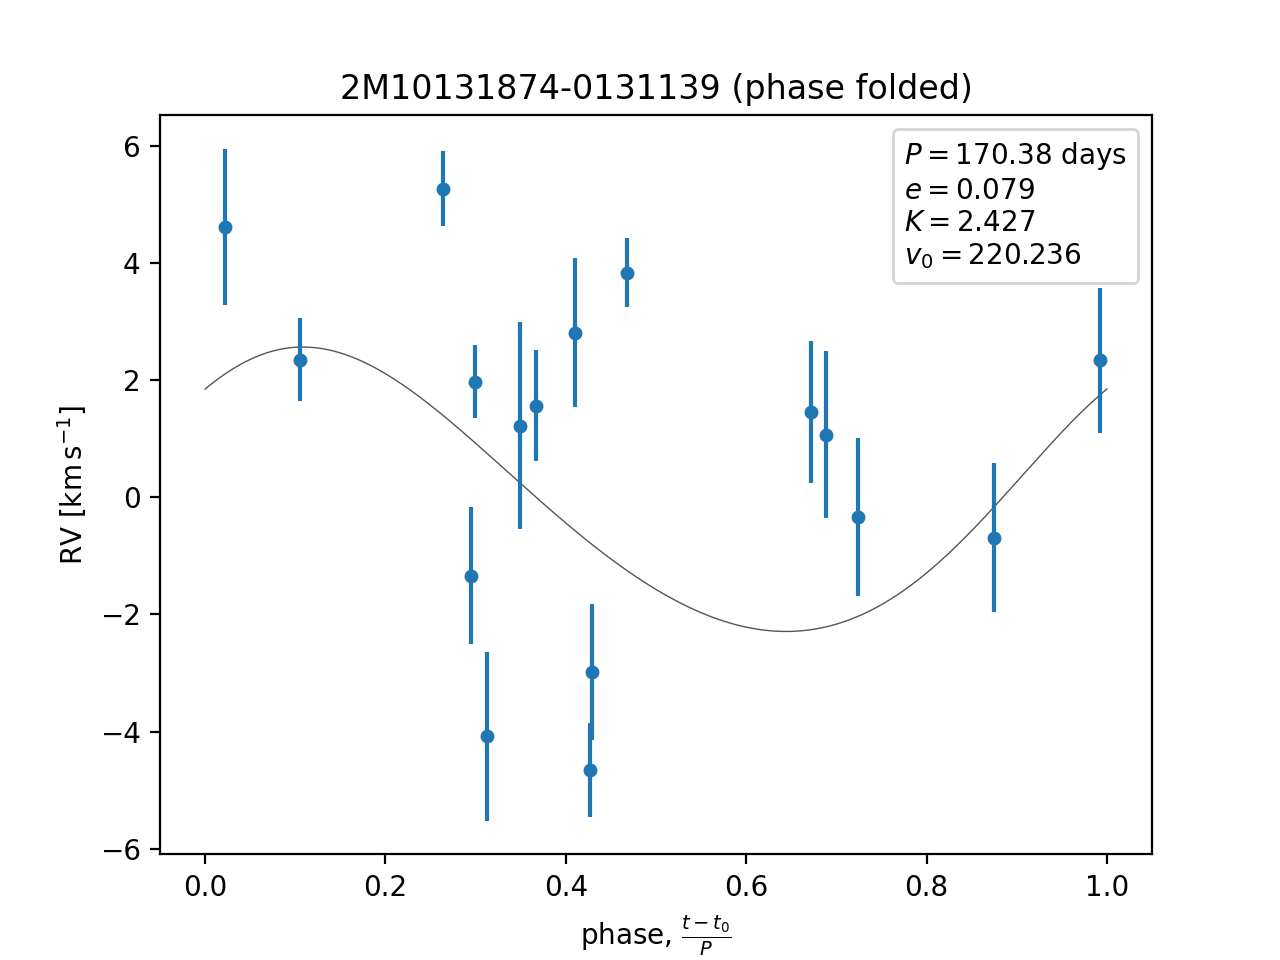 2M10131874-0131139 (phase folded)
P = 170.38 days
e = 0.079
K = 2.427
v₀ = 220.236
6
4
2
0
−2
−4
−6
RV [km s⁻¹]
0.0 0.2 0.4 0.6 0.8 1.0
phase, (t − t₀)/P